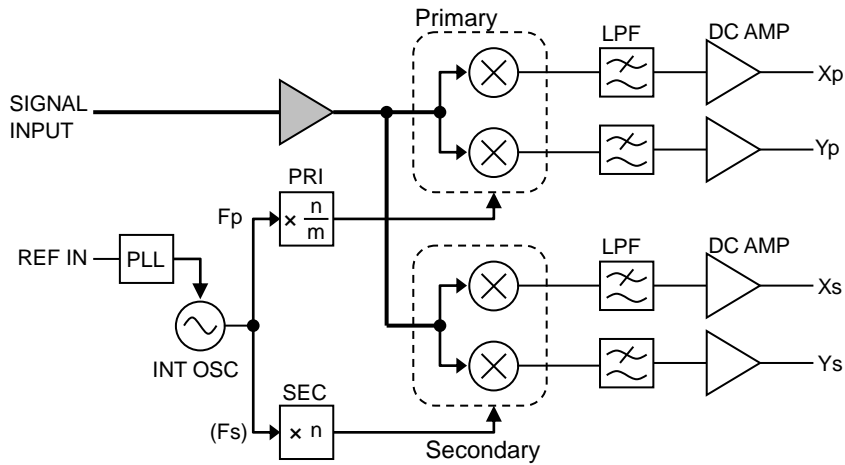 Primary
LPF
DC AMP
Xp
SIGNAL
INPUT
Yp
PRI
Fp
× n/m
REF IN
PLL
LPF
DC AMP
Xs
INT OSC
Ys
SEC
(Fs)
× n
Secondary